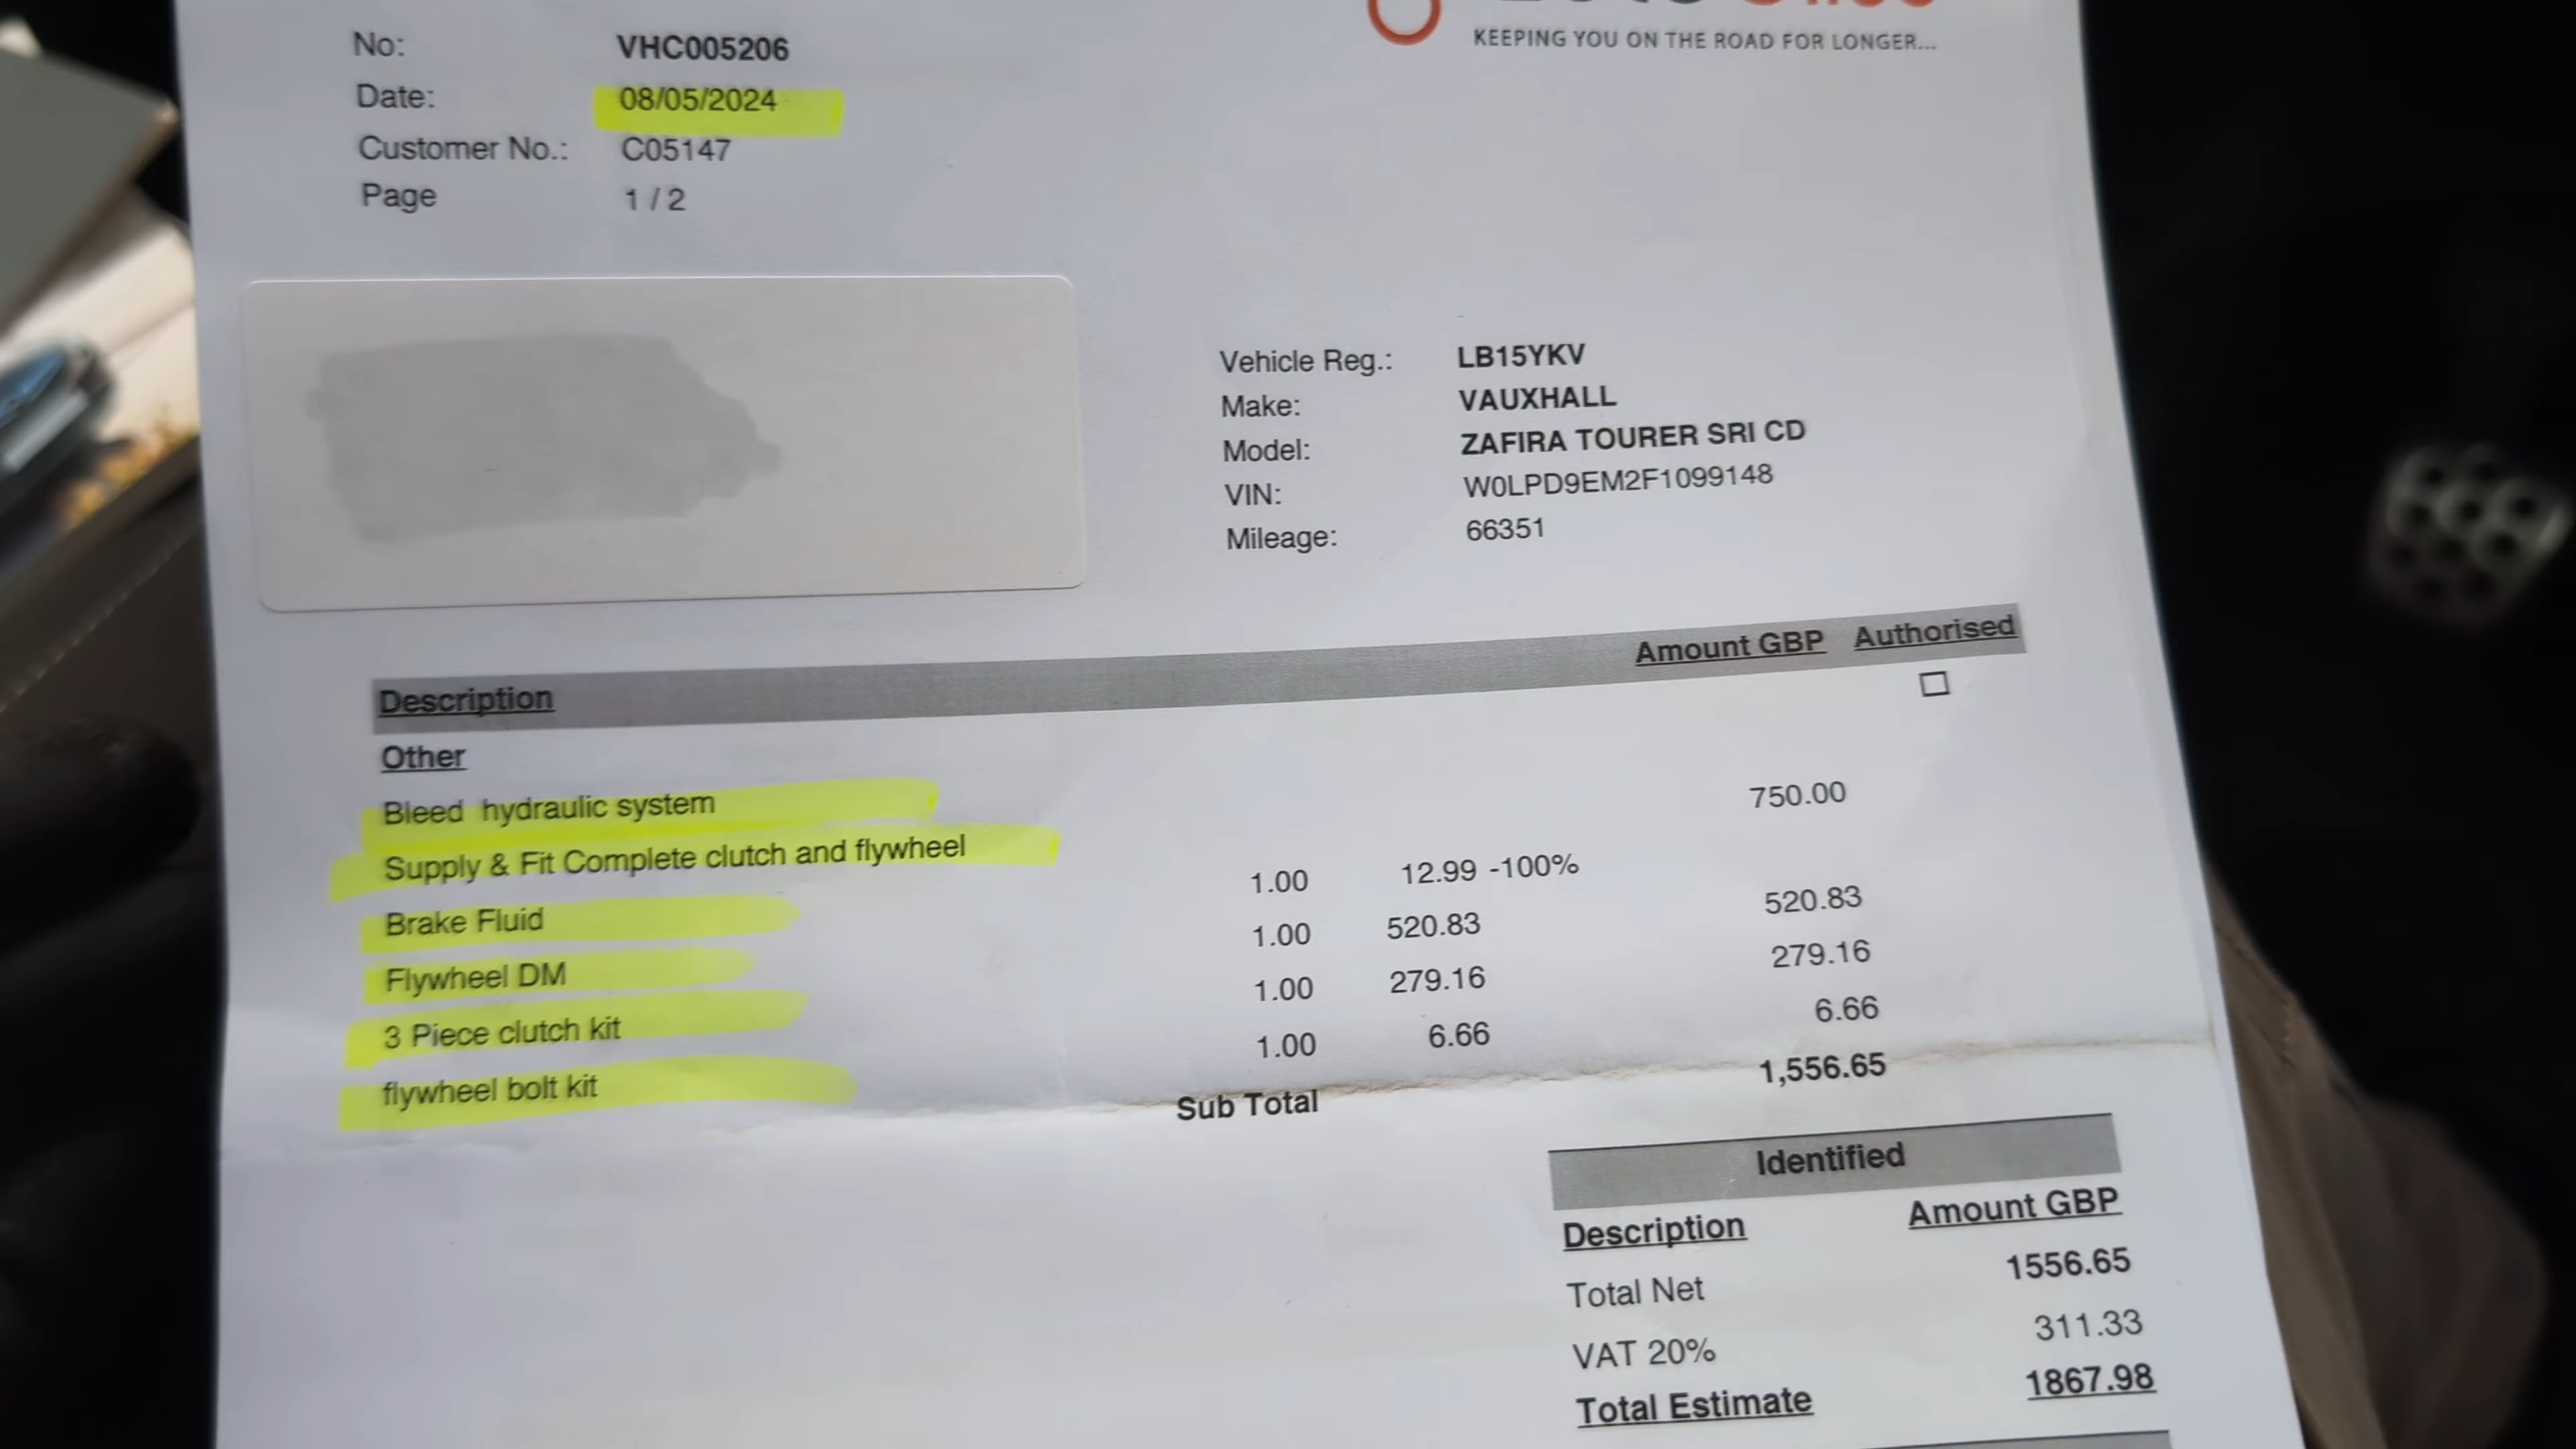 No: VHC005206
KEEPING YOU ON THE ROAD FOR LONGER...
Date: 08/05/2024
Customer No.: C05147
Page 1 / 2
Vehicle Reg.: LB15YKV
Make: VAUXHALL
Model: ZAFIRA TOURER SRI CD
VIN: W0LPD9EM2F1099148
Mileage: 66351
Description Amount GBP Authorised
Other
Bleed hydraulic system
Supply & Fit Complete clutch and flywheel 750.00
Brake Fluid 1.00 12.99 -100%
Flywheel DM 1.00 520.83 520.83
3 Piece clutch kit 1.00 279.16 279.16
flywheel bolt kit 1.00 6.66 6.66
Sub Total 1,556.65
Identified
Description Amount GBP
Total Net 1556.65
VAT 20% 311.33
Total Estimate 1867.98